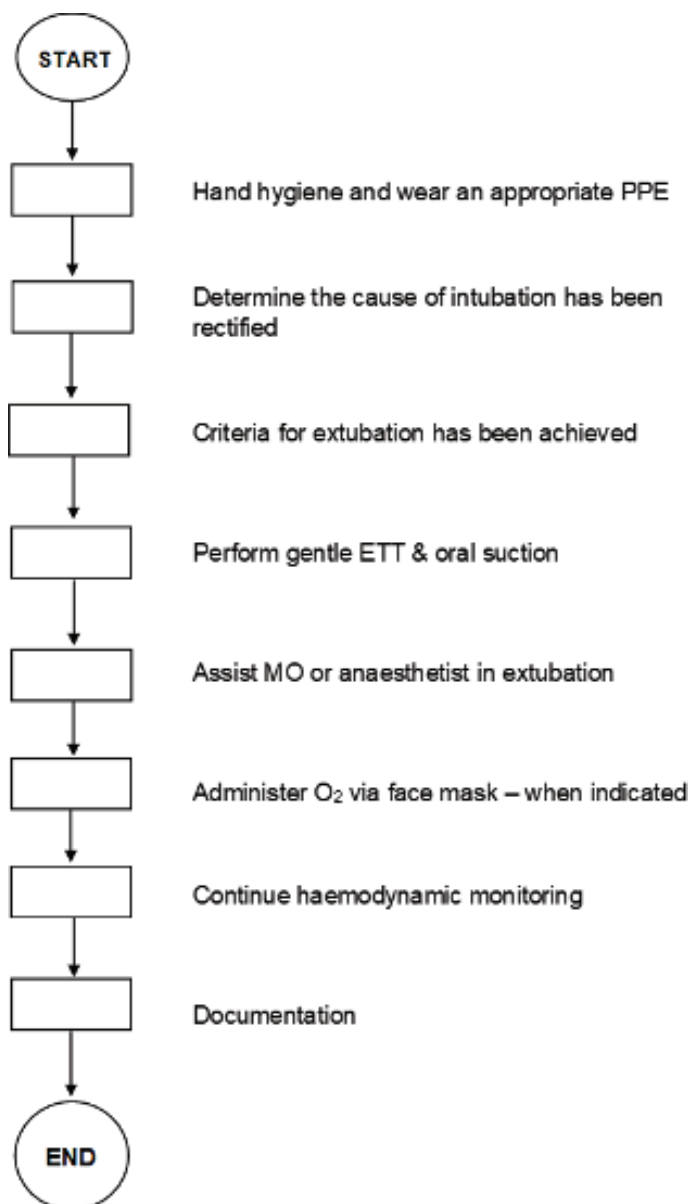 START
Hand hygiene and wear an appropriate PPE
Determine the cause of intubation has been
rectified
Criteria for extubation has been achieved
Perform gentle ETT & oral suction
Assist MO or anaesthetist in extubation
Administer O₂ via face mask – when indicated
Continue haemodynamic monitoring
Documentation
END